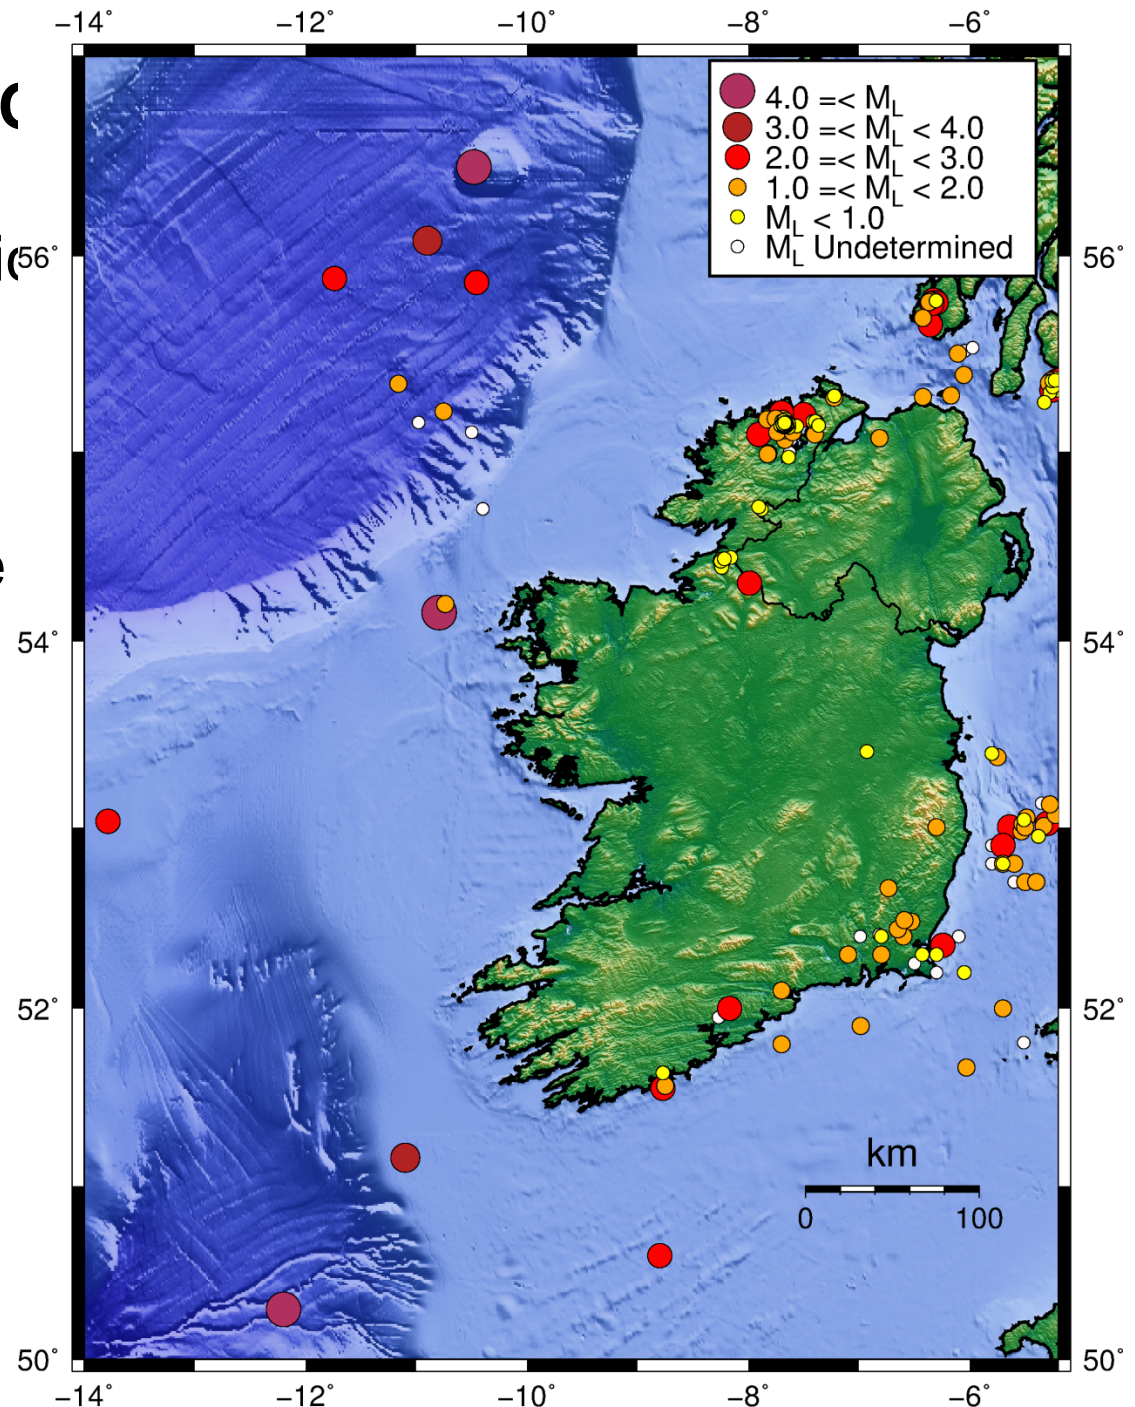 −14° −12° −10° −8° −6°
4.0 =< ML
3.0 =< ML < 4.0
2.0 =< ML < 3.0
1.0 =< ML < 2.0
ML < 1.0
ML Undetermined
56° 56°
54° 54°
52° 52°
km
0 100
50° 50°
−14° −12° −10° −8° −6°